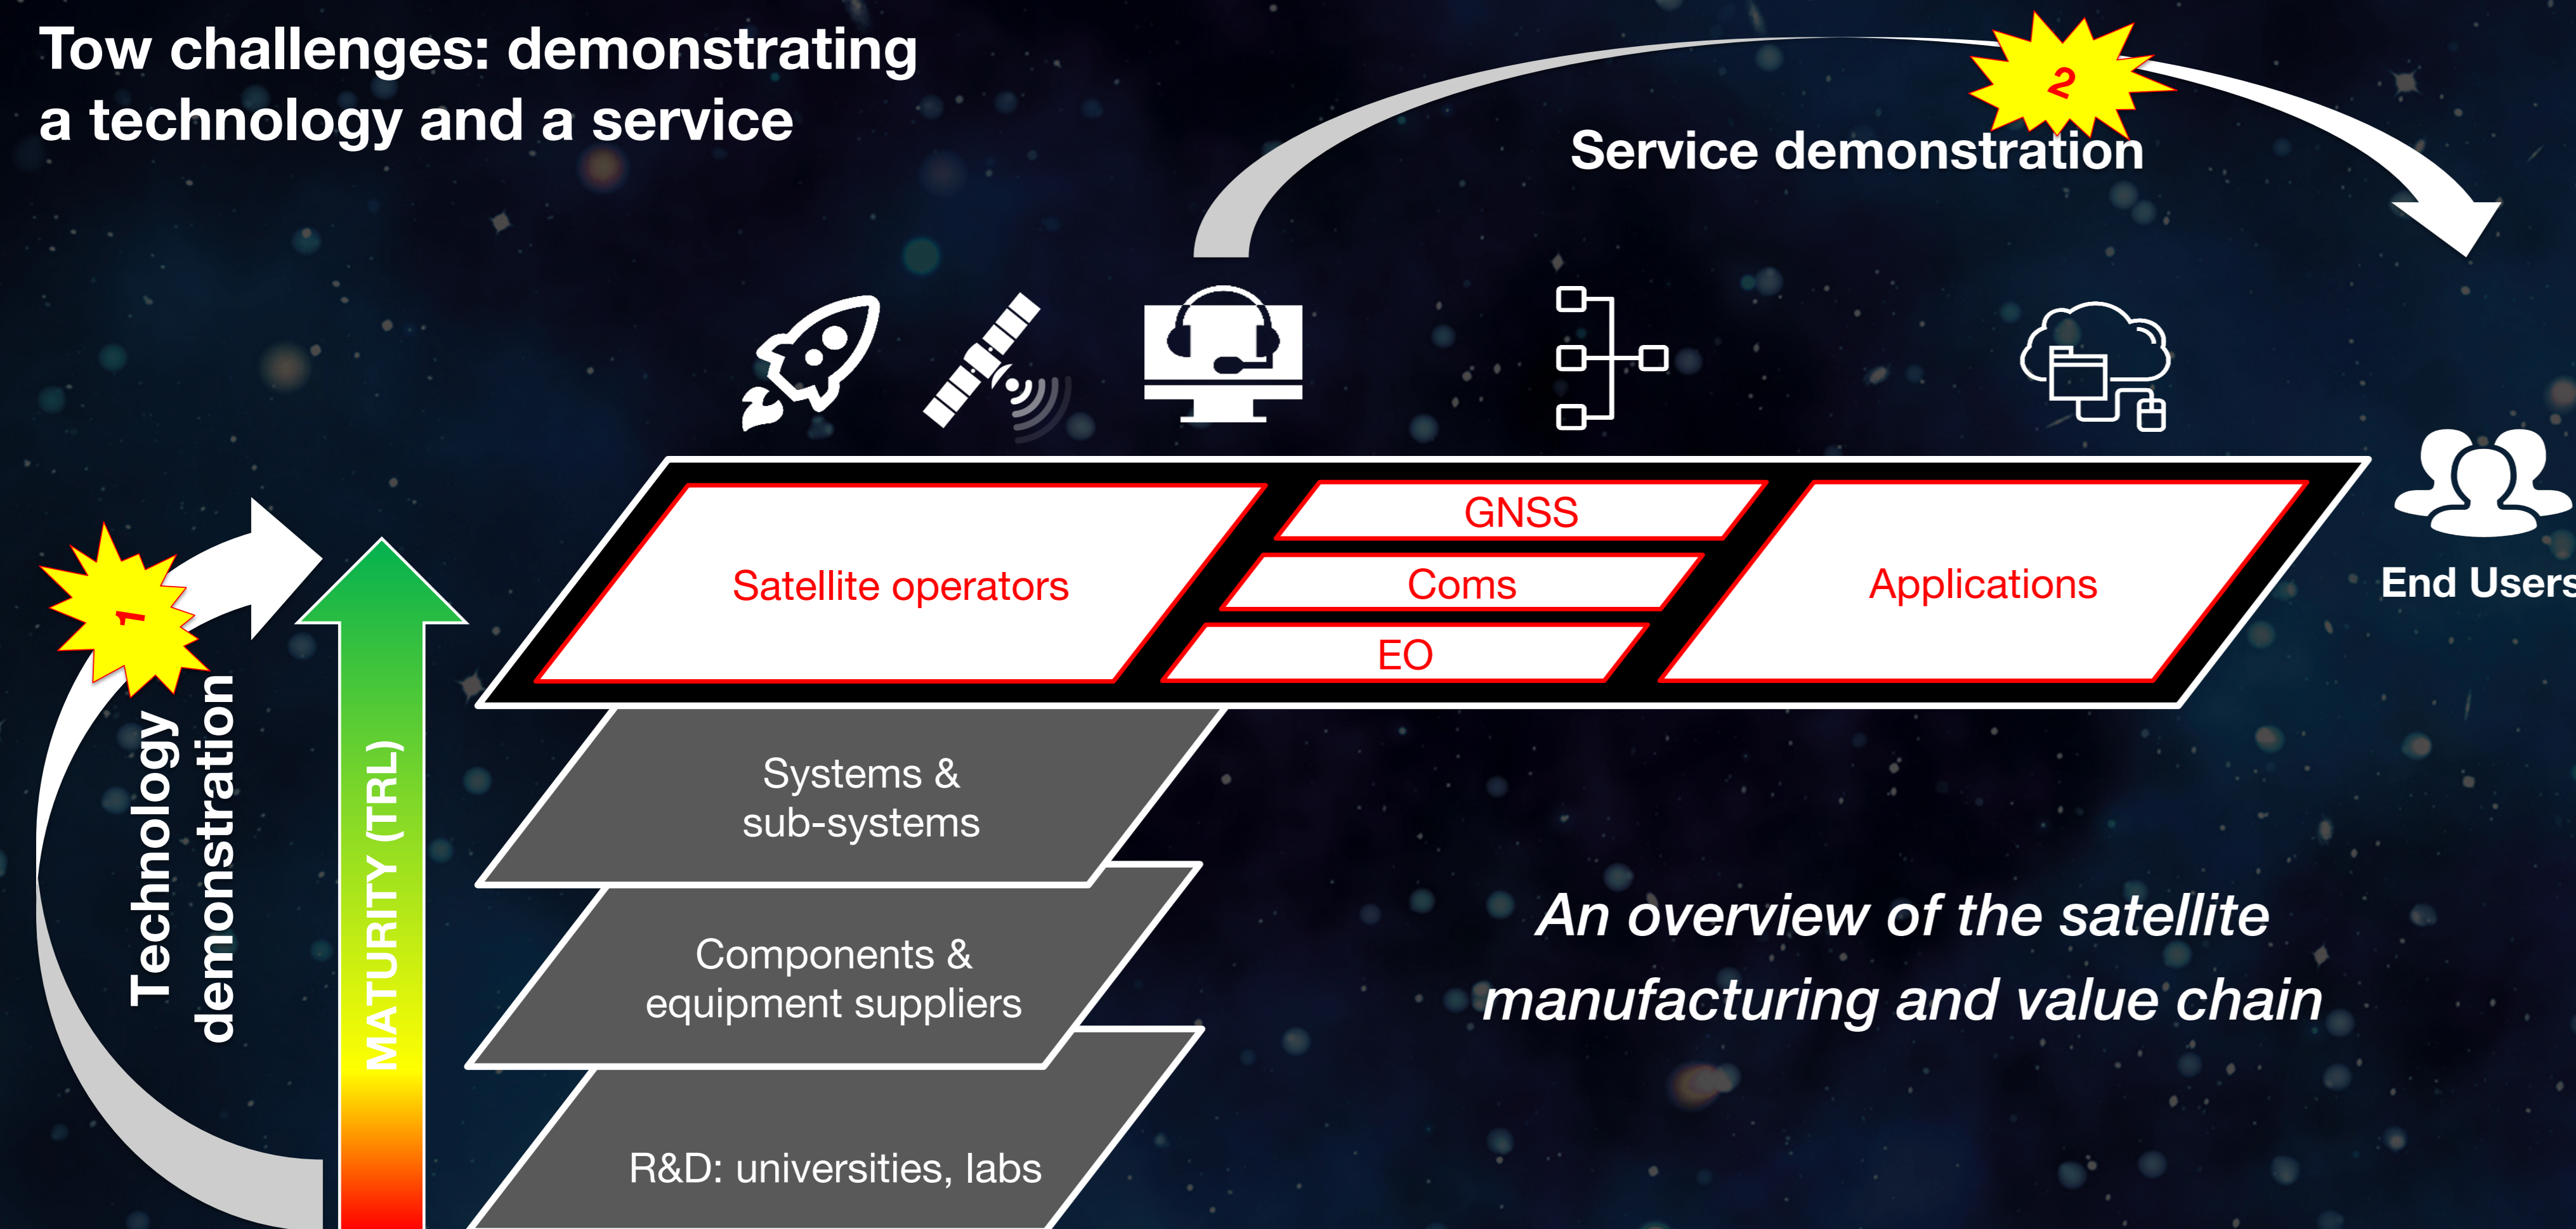 Tow challenges: demonstrating
a technology and a service
2
Service demonstration
GNSS
Satellite operators
Coms
Applications
EO
End Users
1
Technology
demonstration
MATURITY (TRL)
Systems &
sub-systems
Components &
equipment suppliers
R&D: universities, labs
An overview of the satellite
manufacturing and value chain